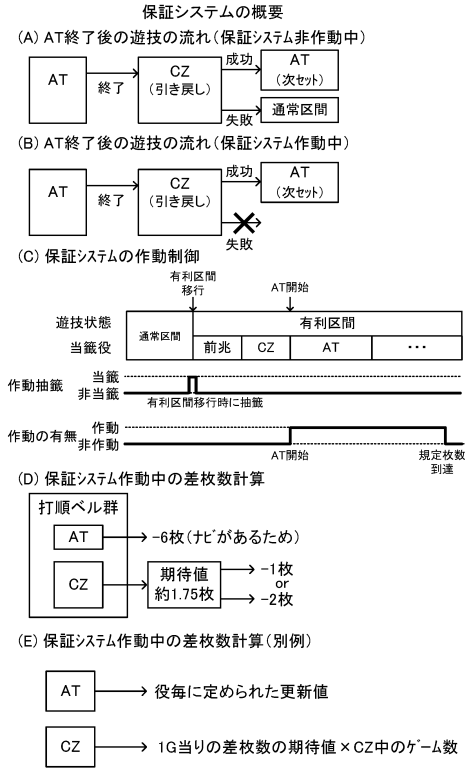 保証システムの概要
(A) AT終了後の遊技の流れ(保証ｼｽﾃﾑ非作動中)
AT
終了
CZ
(引き戻し)
成功
AT
(次セット)
失敗
通常区間
(B) AT終了後の遊技の流れ(保証ｼｽﾃﾑ作動中)
AT
終了
CZ
(引き戻し)
成功
AT
(次セット)
失敗
(C) 保証システムの作動制御
有利区間
移行
AT開始
遊技状態
通常区間
有利区間
当籤役
前兆
CZ
AT
･･･
作動抽籤
当籤
非当籤
有利区間移行時に抽籤
作動の有無
作動
非作動
AT開始
規定枚数
到達
(D) 保証ｼｽﾃﾑ作動中の差枚数計算
打順ベル群
AT
-6枚(ﾅﾋﾞがあるため)
CZ
期待値
約1.75枚
-1枚
or
-2枚
(E) 保証ｼｽﾃﾑ作動中の差枚数計算(別例)
AT
役毎に定められた更新値
CZ
1G当りの差枚数の期待値×CZ中のｹﾞｰﾑ数